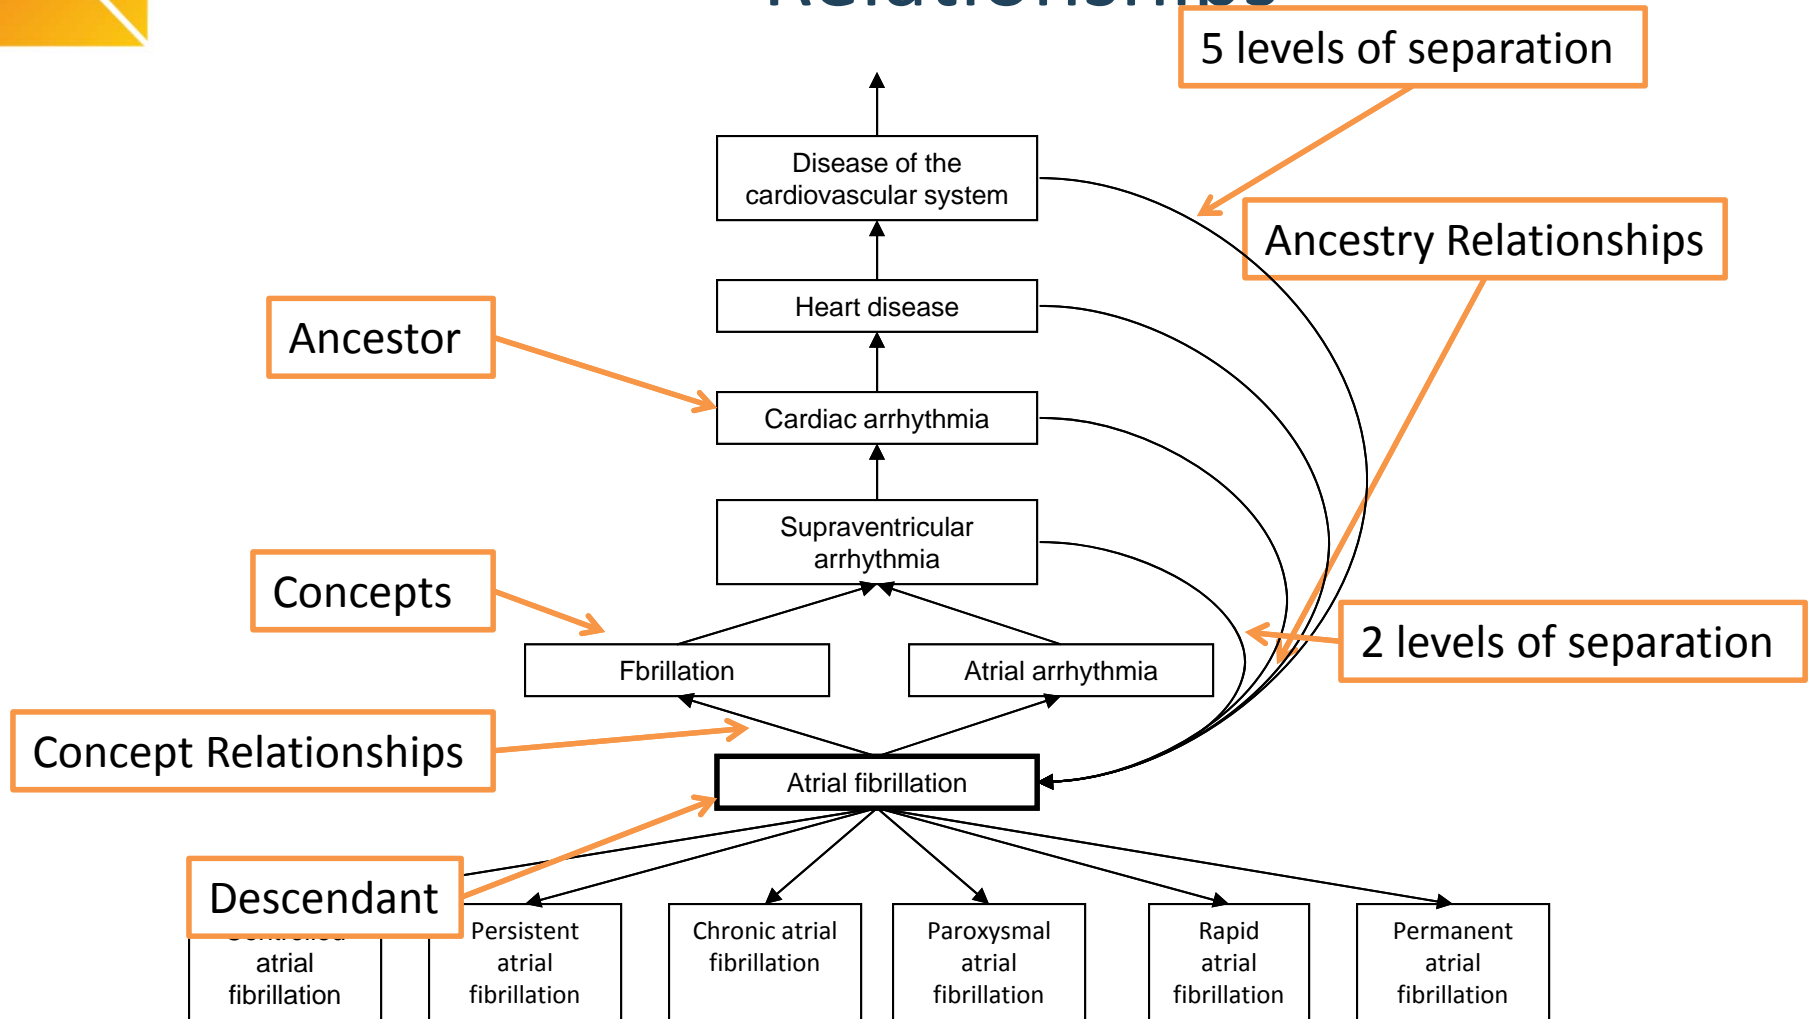 Relationships
5 levels of separation
Disease of the
cardiovascular system
Ancestry Relationships
Heart disease
Ancestor
Cardiac arrhythmia
Supraventricular
arrhythmia
Concepts
2 levels of separation
Fbrillation
Atrial arrhythmia
Concept Relationships
Atrial fibrillation
Descendant
Controlled
atrial
fibrillation
Persistent
atrial
fibrillation
Chronic atrial
fibrillation
Paroxysmal
atrial
fibrillation
Rapid
atrial
fibrillation
Permanent
atrial
fibrillation